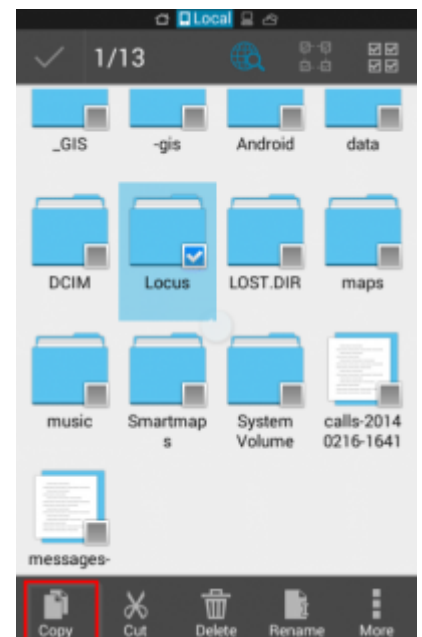 Local
1/13
_GIS
-gis
Android
data
DCIM
Locus
LOST.DIR
maps
music
Smartmap
s
System
Volume
calls-2014
0216-1641
messages-
Copy
Cut
Delete
Rename
More